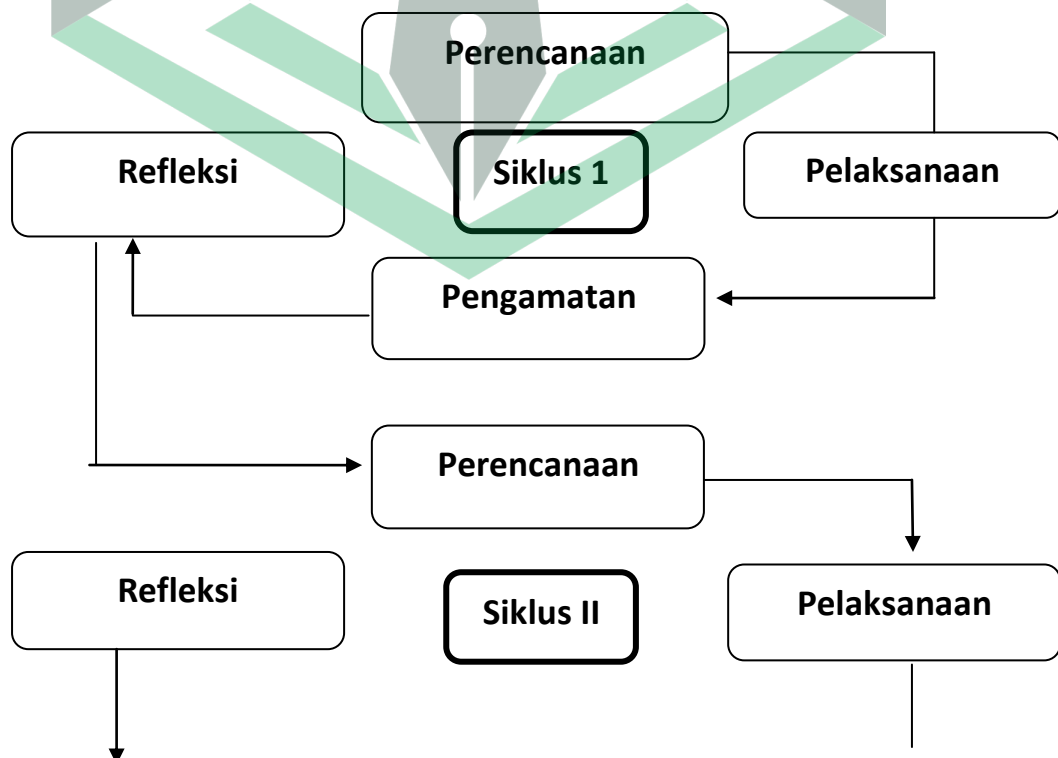 Perencanaan
Refleksi
Siklus 1
Pelaksanaan
Pengamatan
Perencanaan
Refleksi
Siklus II
Pelaksanaan